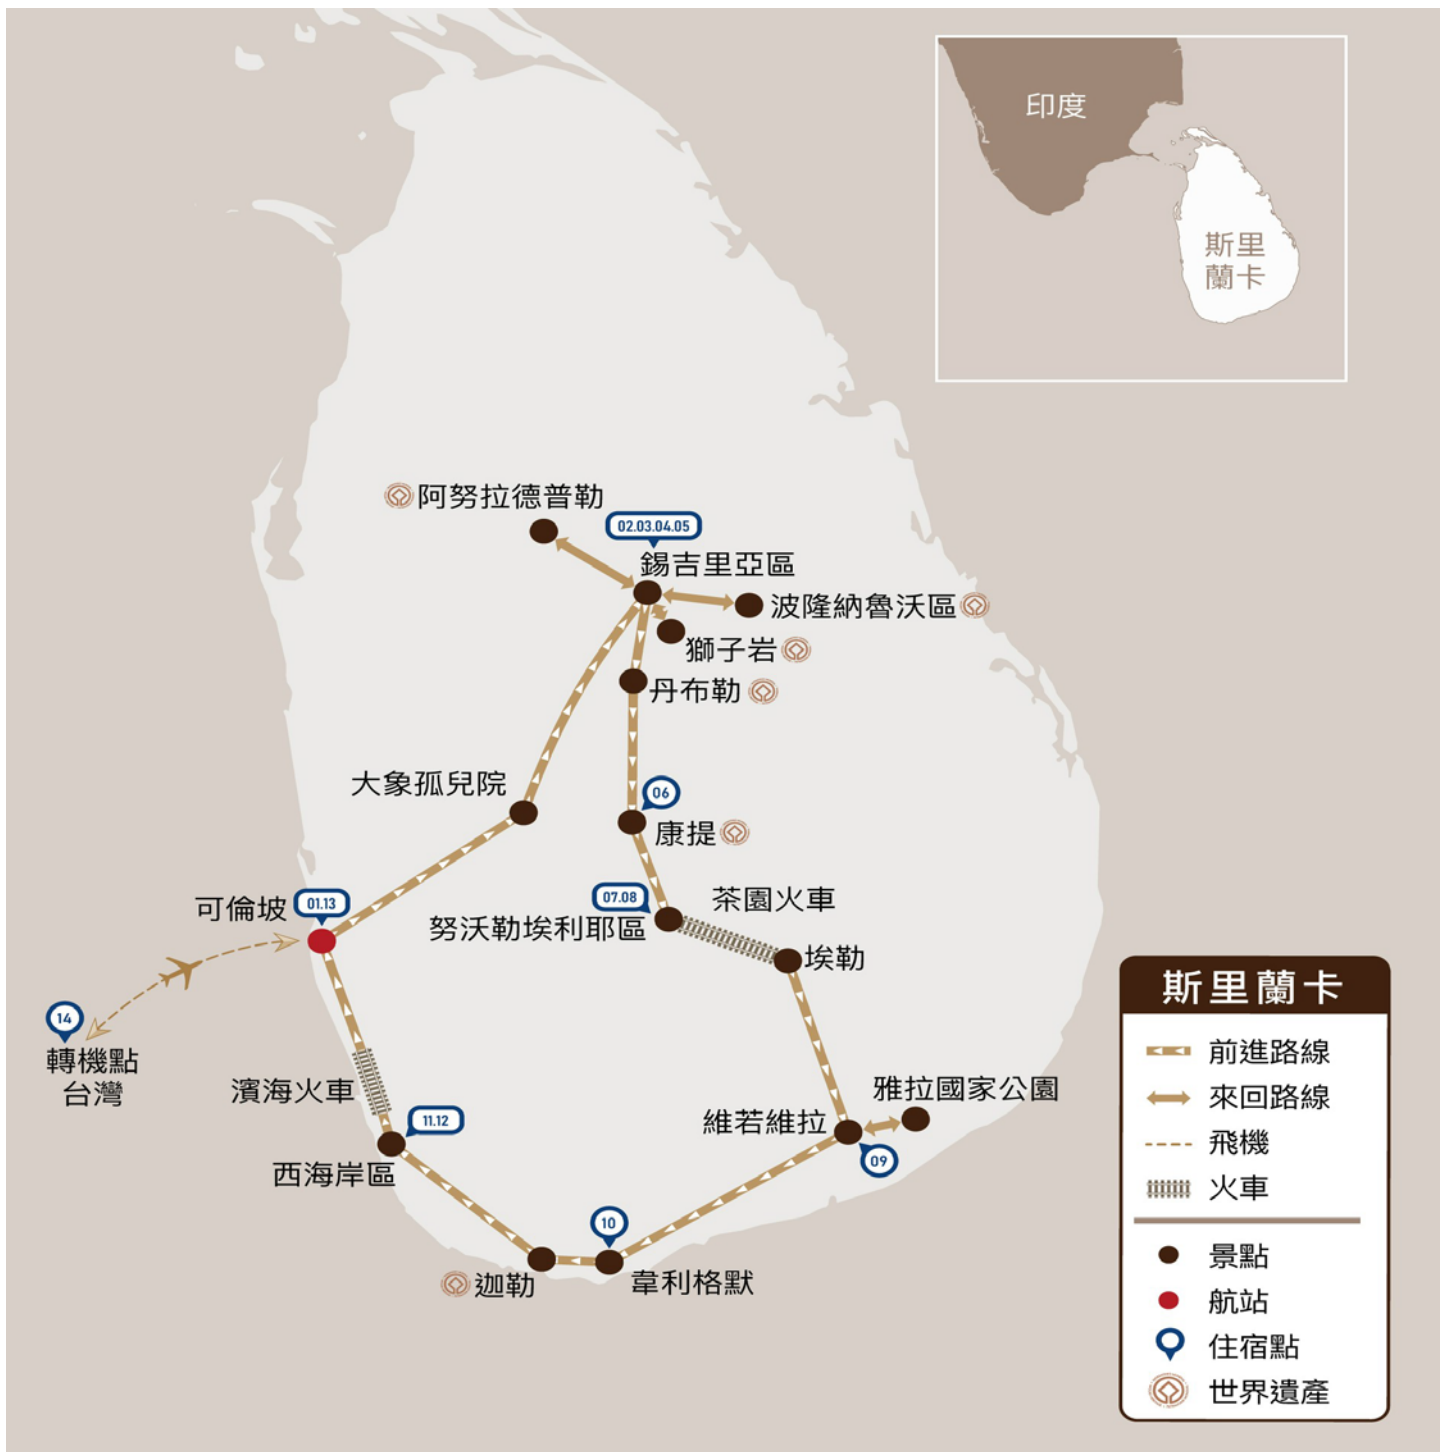 印度
斯里
蘭卡
阿努拉德普勒
02.03.04.05
錫吉里亞區
波隆納魯沃區
獅子岩
丹布勒
大象孤兒院
06
康提
07.08
茶園火車
可倫坡
01.13
努沃勒埃利耶區
埃勒
14
轉機點
台灣
濱海火車
雅拉國家公園
11.12
維若維拉
西海岸區
09
10
迦勒
韋利格默
斯里蘭卡
前進路線
來回路線
飛機
火車
景點
航站
住宿點
世界遺產